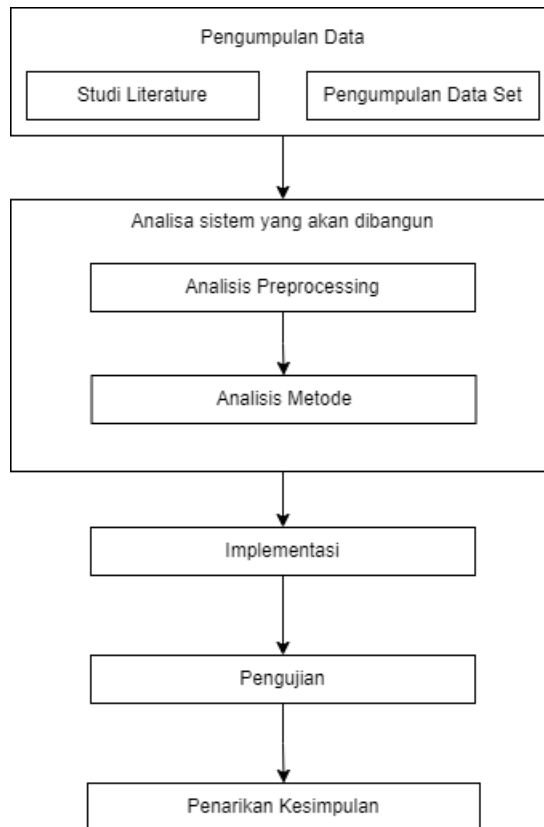 Pengumpulan Data
Studi Literature
Pengumpulan Data Set
Analisa sistem yang akan dibangun
Analisis Preprocessing
Analisis Metode
Implementasi
Pengujian
Penarikan Kesimpulan